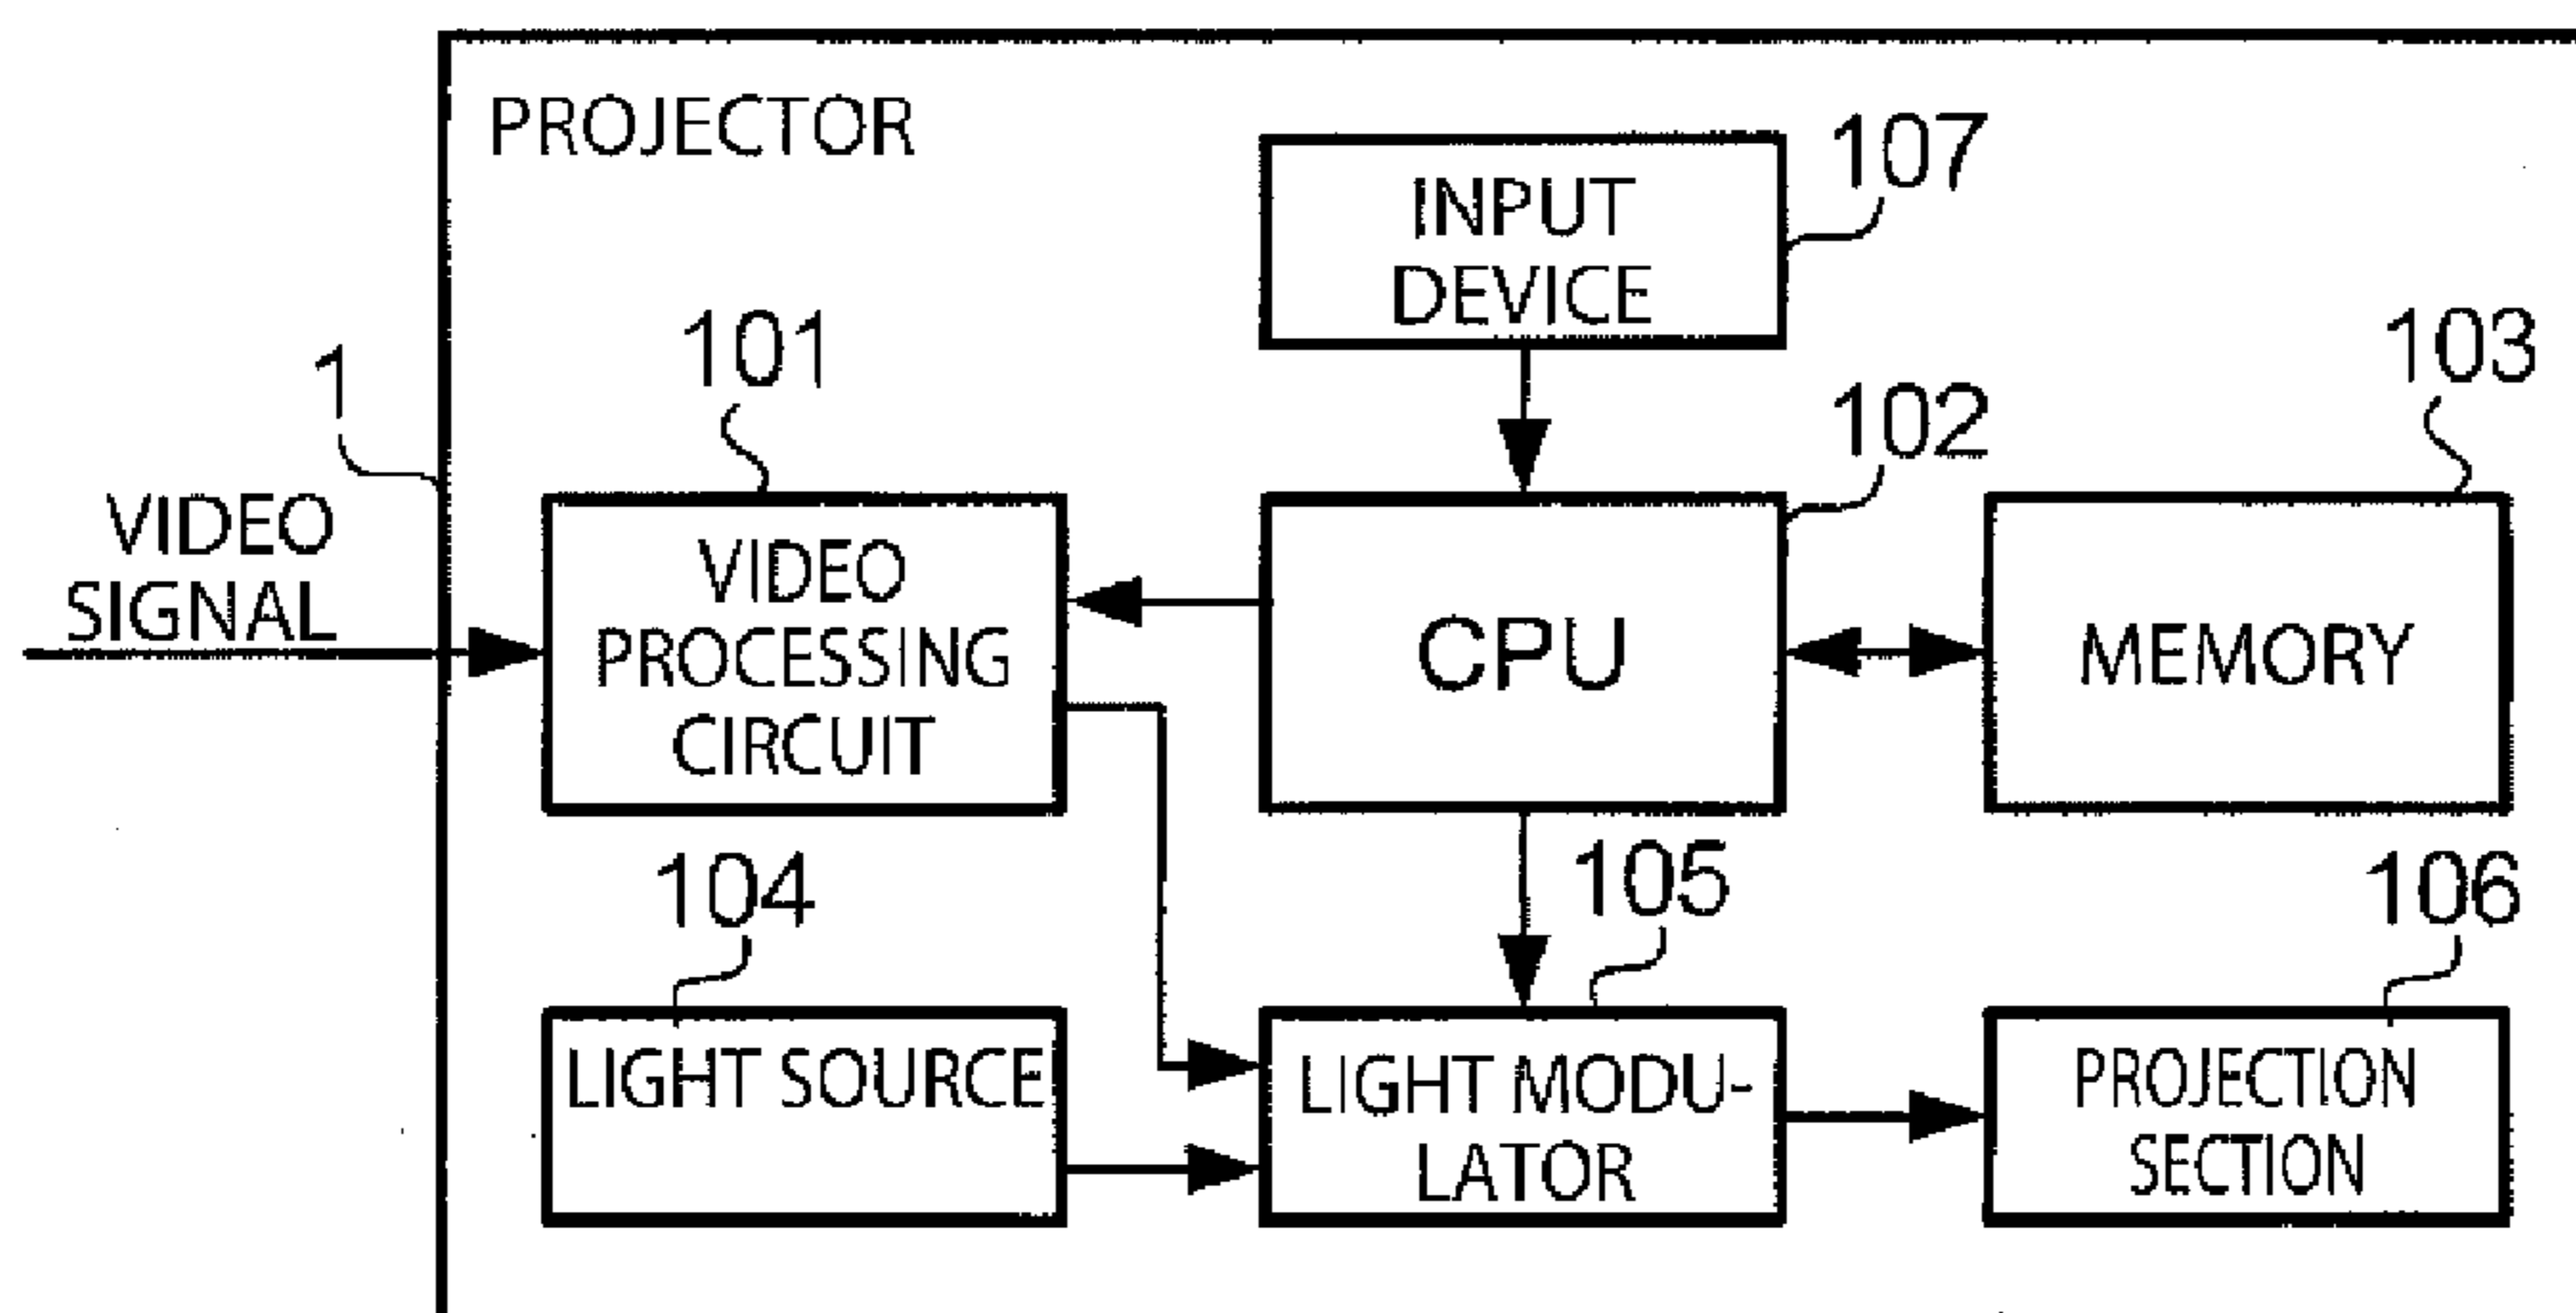 PROJECTOR
107
INPUT
DEVICE
1
101
102
103
VIDEO
SIGNAL
VIDEO
PROCESSING
CIRCUIT
CPU
MEMORY
104
105
106
LIGHT SOURCE
LIGHT MODU-
LATOR
PROJECTION
SECTION